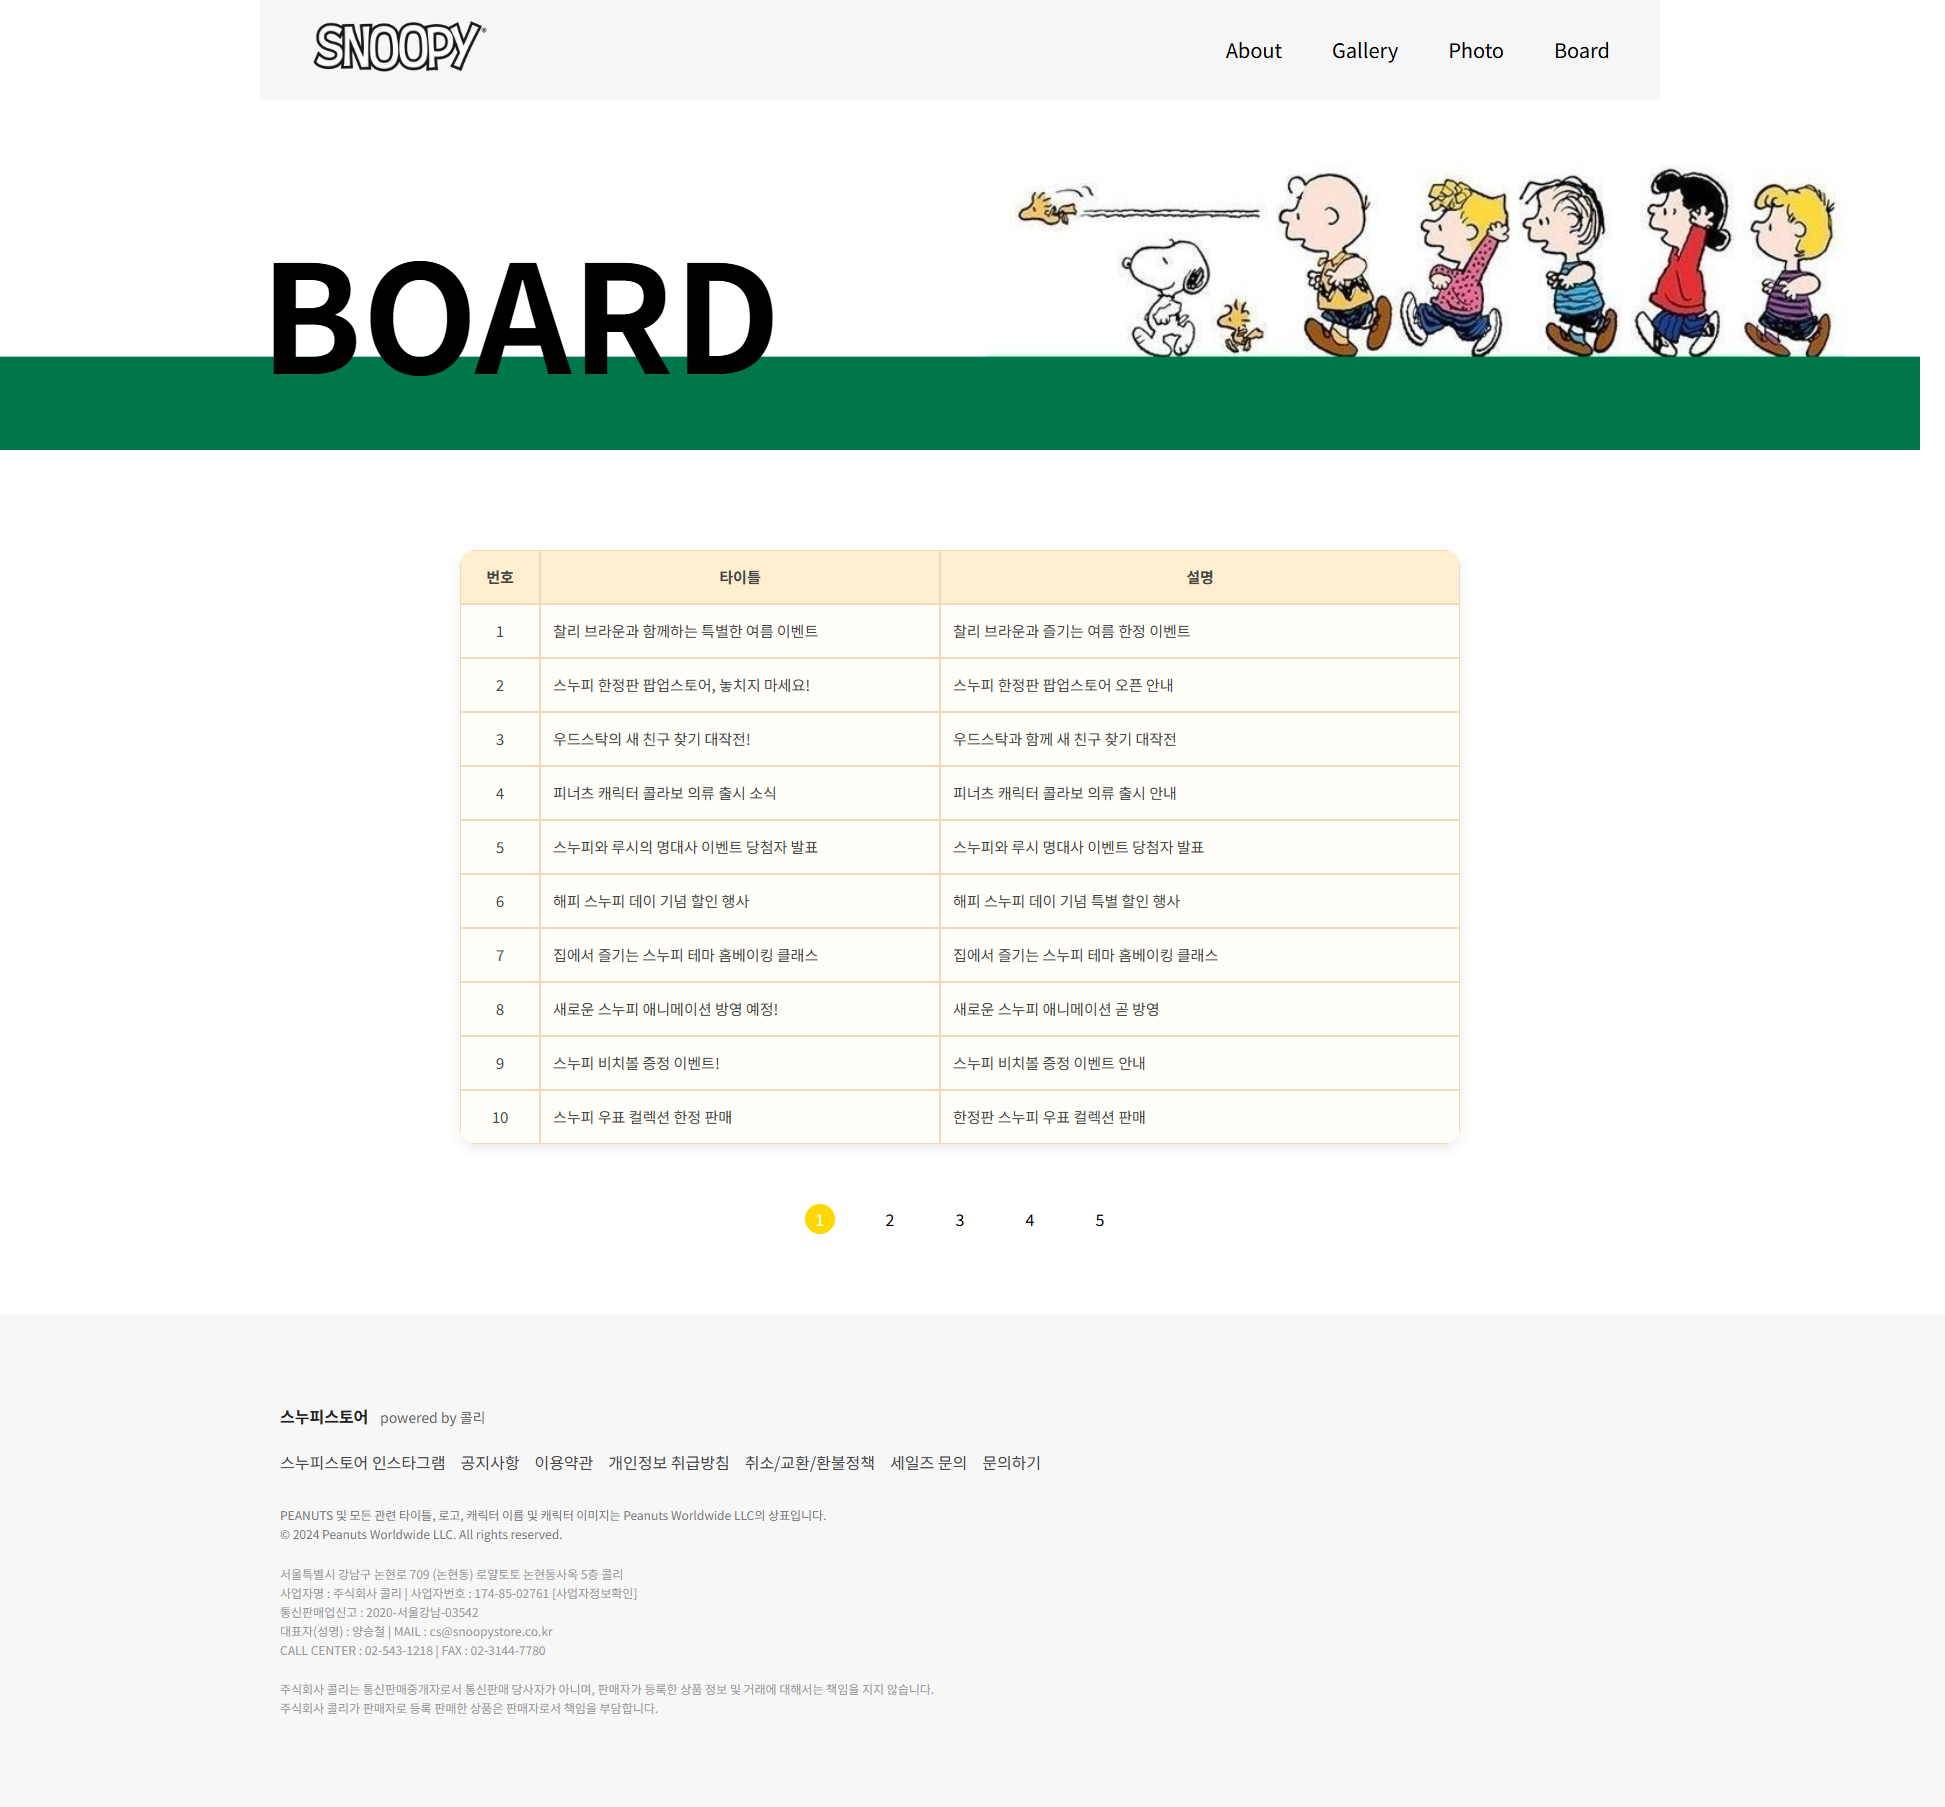 SNOOPY
About Gallery Photo Board
BOARD
번호 타이틀 설명
1 찰리 브라운과 함께하는 특별한 여름 이벤트 찰리 브라운과 즐기는 여름 한정 이벤트
2 스누피 한정판 팝업스토어, 놓치지 마세요! 스누피 한정판 팝업스토어 오픈 안내
3 우드스탁의 새 친구 찾기 대작전! 우드스탁과 함께 새 친구 찾기 대작전
4 피너츠 캐릭터 콜라보 의류 출시 소식 피너츠 캐릭터 콜라보 의류 출시 안내
5 스누피와 루시의 명대사 이벤트 당첨자 발표 스누피와 루시 명대사 이벤트 당첨자 발표
6 해피 스누피 데이 기념 할인 행사 해피 스누피 데이 기념 특별 할인 행사
7 집에서 즐기는 스누피 테마 홈베이킹 클래스 집에서 즐기는 스누피 테마 홈베이킹 클래스
8 새로운 스누피 애니메이션 방영 예정! 새로운 스누피 애니메이션 곧 방영
9 스누피 비치볼 증정 이벤트! 스누피 비치볼 증정 이벤트 안내
10 스누피 우표 컬렉션 한정 판매 한정판 스누피 우표 컬렉션 판매
1 2 3 4 5
스누피스토어 powered by 콜리
스누피스토어 인스타그램 공지사항 이용약관 개인정보 취급방침 취소/교환/환불정책 세일즈 문의 문의하기
PEANUTS 및 모든 관련 타이틀, 로고, 캐릭터 이름 및 캐릭터 이미지는 Peanuts Worldwide LLC의 상표입니다.
© 2024 Peanuts Worldwide LLC. All rights reserved.
서울특별시 강남구 논현로 709 (논현동) 로얄토토 논현동사옥 5층 콜리
사업자명 : 주식회사 콜리 | 사업자번호 : 174-85-02761 [사업자정보확인]
통신판매업신고 : 2020-서울강남-03542
대표자(성명) : 양승철 | MAIL : cs@snoopystore.co.kr
CALL CENTER : 02-543-1218 | FAX : 02-3144-7780
주식회사 콜리는 통신판매중개자로서 통신판매 당사자가 아니며, 판매자가 등록한 상품 정보 및 거래에 대해서는 책임을 지지 않습니다.
주식회사 콜리가 판매자로 등록 판매한 상품은 판매자로서 책임을 부담합니다.